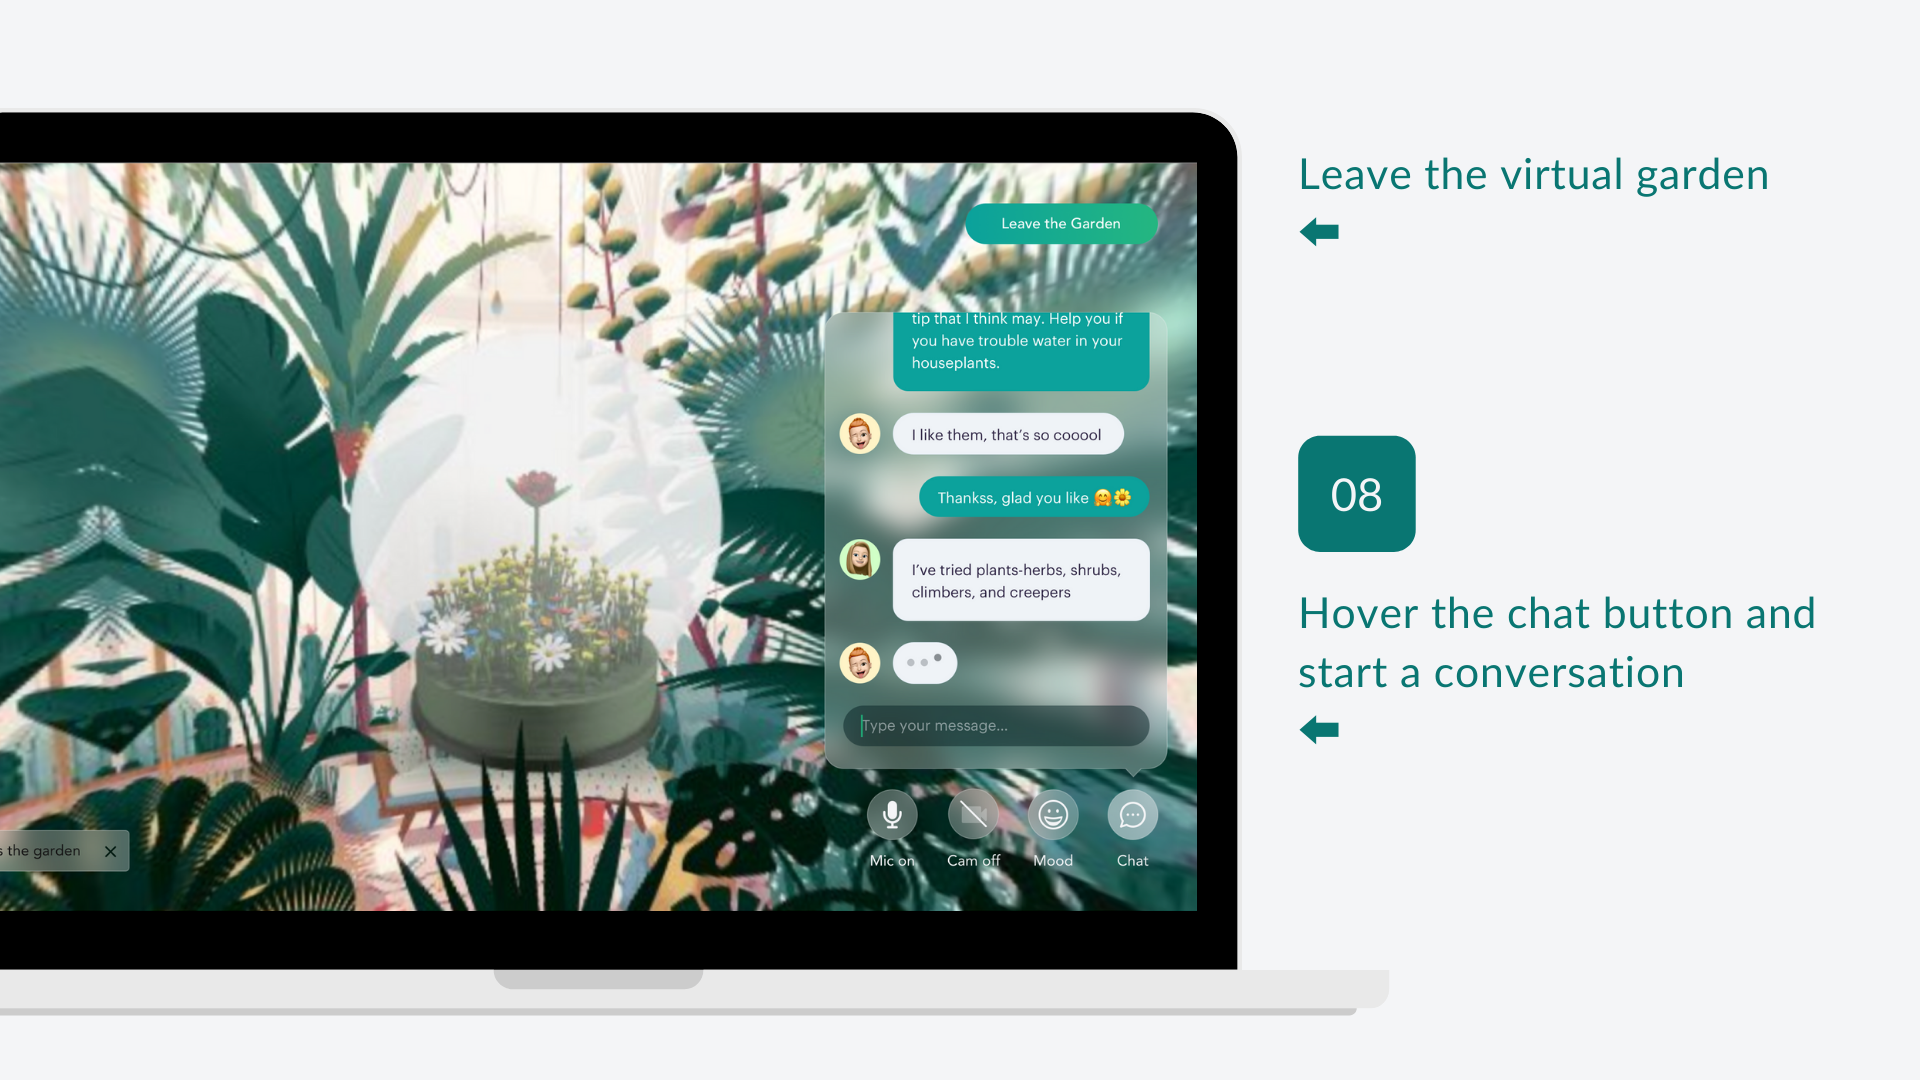 Leave the virtual garden
Leave the Garden
tip that I think may. Help you if
you have trouble water in your
houseplants.
I like them, that's so cooool
Thankss, glad you like 🤗🌼
I've tried plants-herbs, shrubs,
climbers, and creepers
Type your message...
Mic on
Cam off
Mood
Chat
s the garden
08
Hover the chat button and
start a conversation